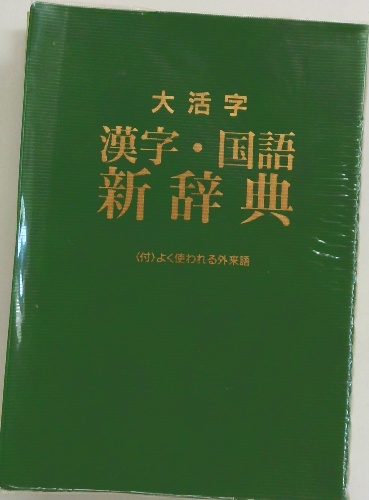 大活字
漢字・国語
新辞典
〈付〉よく使われる外来語